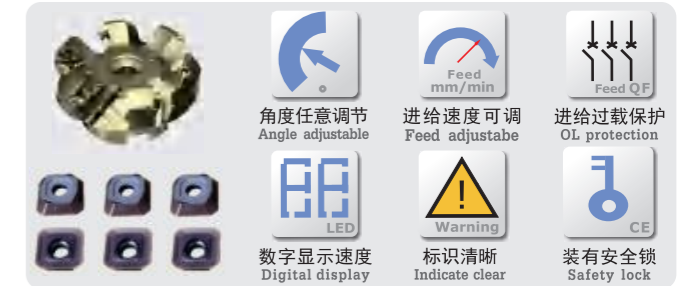 Feed
mm/min
Feed QF
角度任意调节
Angle adjustable
进给速度可调
Feed adjustabe
进给过载保护
OL protection
LED
Warning
CE
数字显示速度
Digital display
标识清晰
Indicate clear
装有安全锁
Safety lock